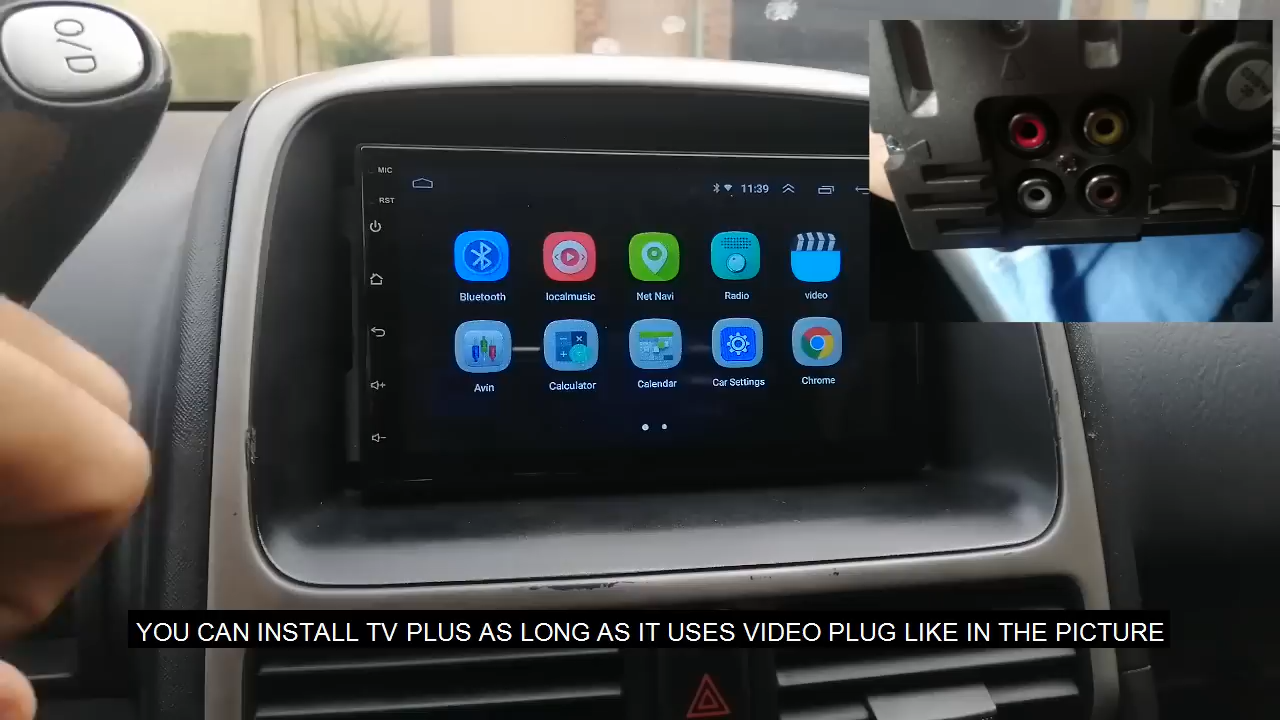 O/D
MIC
RST
11:39
Bluetooth
localmusic
Net Navi
Radio
video
Avin
Calculator
Calendar
Car Settings
Chrome
YOU CAN INSTALL TV PLUS AS LONG AS IT USES VIDEO PLUG LIKE IN THE PICTURE